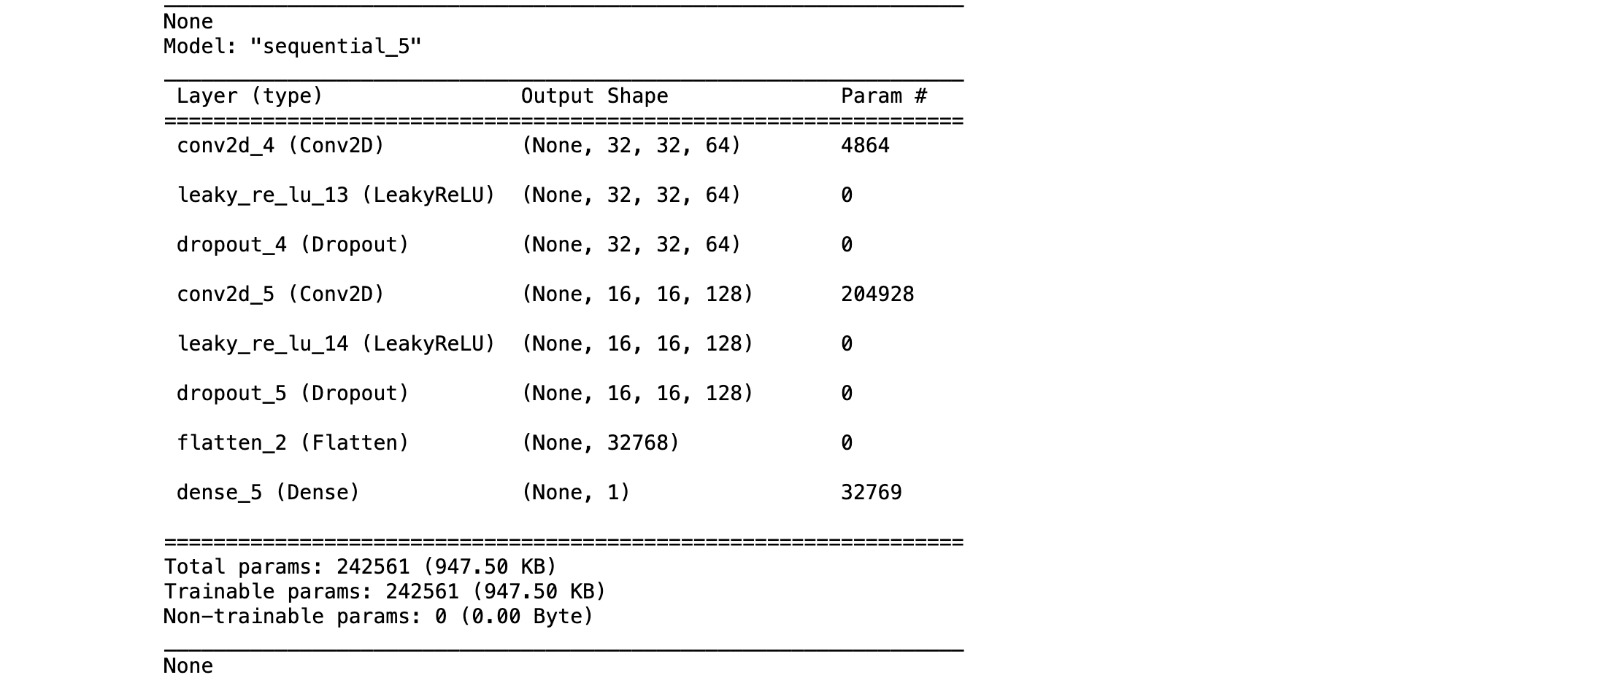 None
Model: "sequential_5"
_________________________________________________________________
Layer (type) Output Shape Param #
=================================================================
conv2d_4 (Conv2D) (None, 32, 32, 64) 4864
leaky_re_lu_13 (LeakyReLU) (None, 32, 32, 64) 0
dropout_4 (Dropout) (None, 32, 32, 64) 0
conv2d_5 (Conv2D) (None, 16, 16, 128) 204928
leaky_re_lu_14 (LeakyReLU) (None, 16, 16, 128) 0
dropout_5 (Dropout) (None, 16, 16, 128) 0
flatten_2 (Flatten) (None, 32768) 0
dense_5 (Dense) (None, 1) 32769
=================================================================
Total params: 242561 (947.50 KB)
Trainable params: 242561 (947.50 KB)
Non-trainable params: 0 (0.00 Byte)
_________________________________________________________________
None